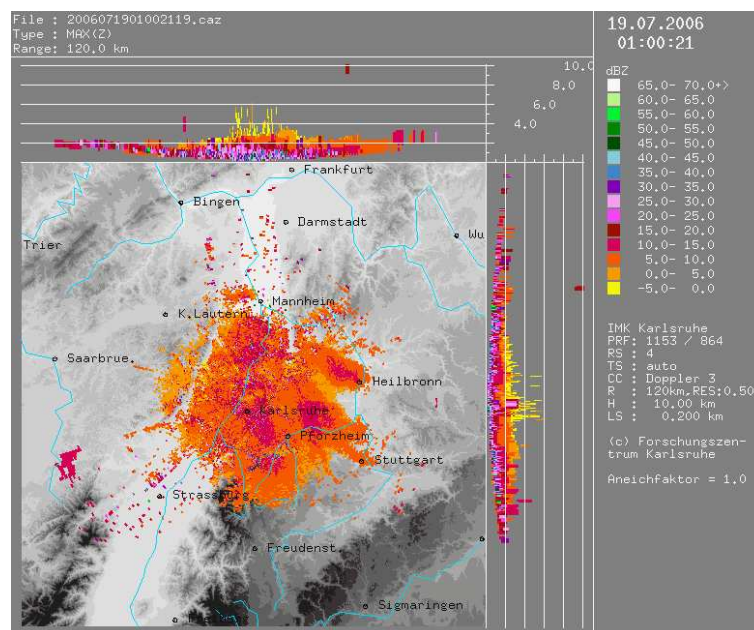 File : 2006071901002119.caz
Type : MAX(Z)
Range: 120.0 km
10.0
8.0
6.0
4.0
Frankfurt
Bingen
Darmstadt
Trier
Wu
Mannheim
K.Lautern
Saarbrue.
Heilbronn
Karlsruhe
Pforzheim
Stuttgart
Strassburg
Freudenst.
Sigmaringen
19.07.2006
01:00:21
dBZ
65.0- 70.0+>
60.0- 65.0
55.0- 60.0
50.0- 55.0
45.0- 50.0
40.0- 45.0
35.0- 40.0
30.0- 35.0
25.0- 30.0
20.0- 25.0
15.0- 20.0
10.0- 15.0
5.0- 10.0
0.0- 5.0
-5.0- 0.0
IMK Karlsruhe
PRF: 1153 / 864
RS : 4
TS : auto
CC : Doppler 3
R : 120km,RES:0.50
H : 10.00 km
LS : 0.200 km
(c) Forschungszen-
trum Karlsruhe
Aneichfaktor = 1.0